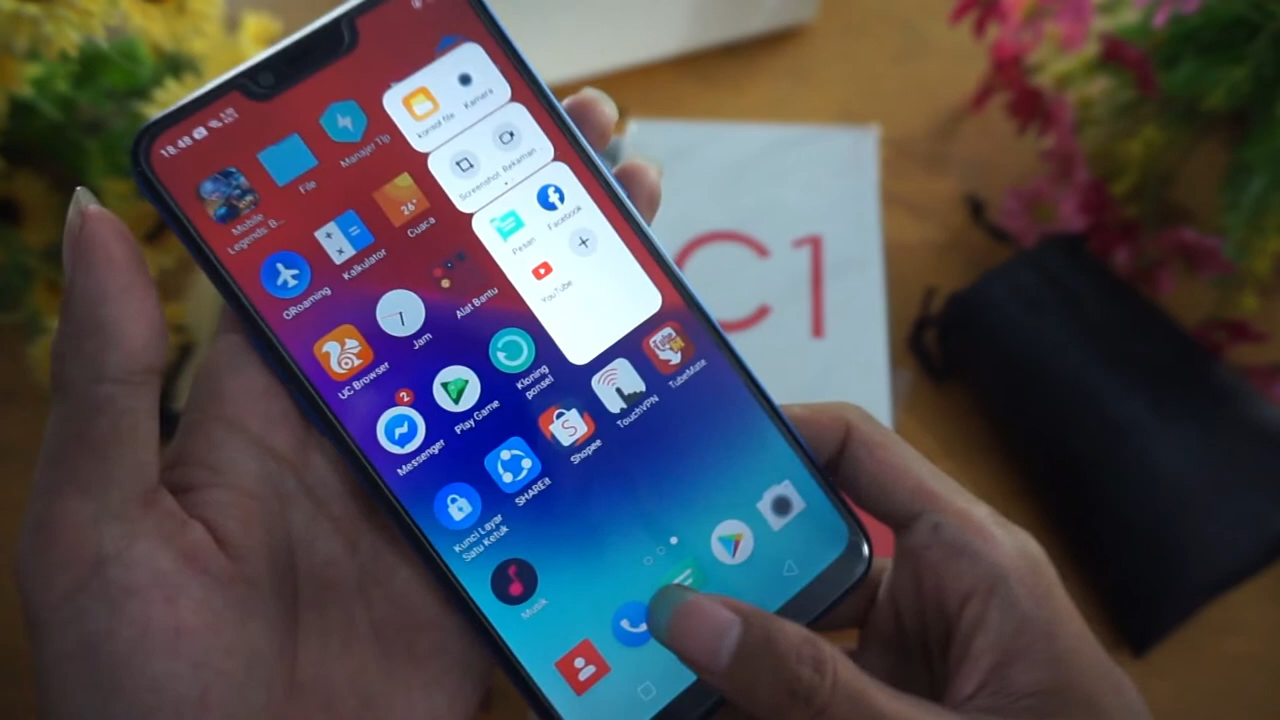 18.48
Mobile
Legends: B...
File
Manajer Tlp
ORoaming
Kalkulator
26°
Cuaca
UC Browser
Jam
Alat Bantu
2
Messenger
Play Game
Kloning
ponsel
Kunci Layar
Satu Ketuk
SHAREit
Shopee
TouchVPN
TubeMate
Musik
konsol file
Kamera
Screenshot
Rekaman
Pesan
Facebook
YouTube
C1